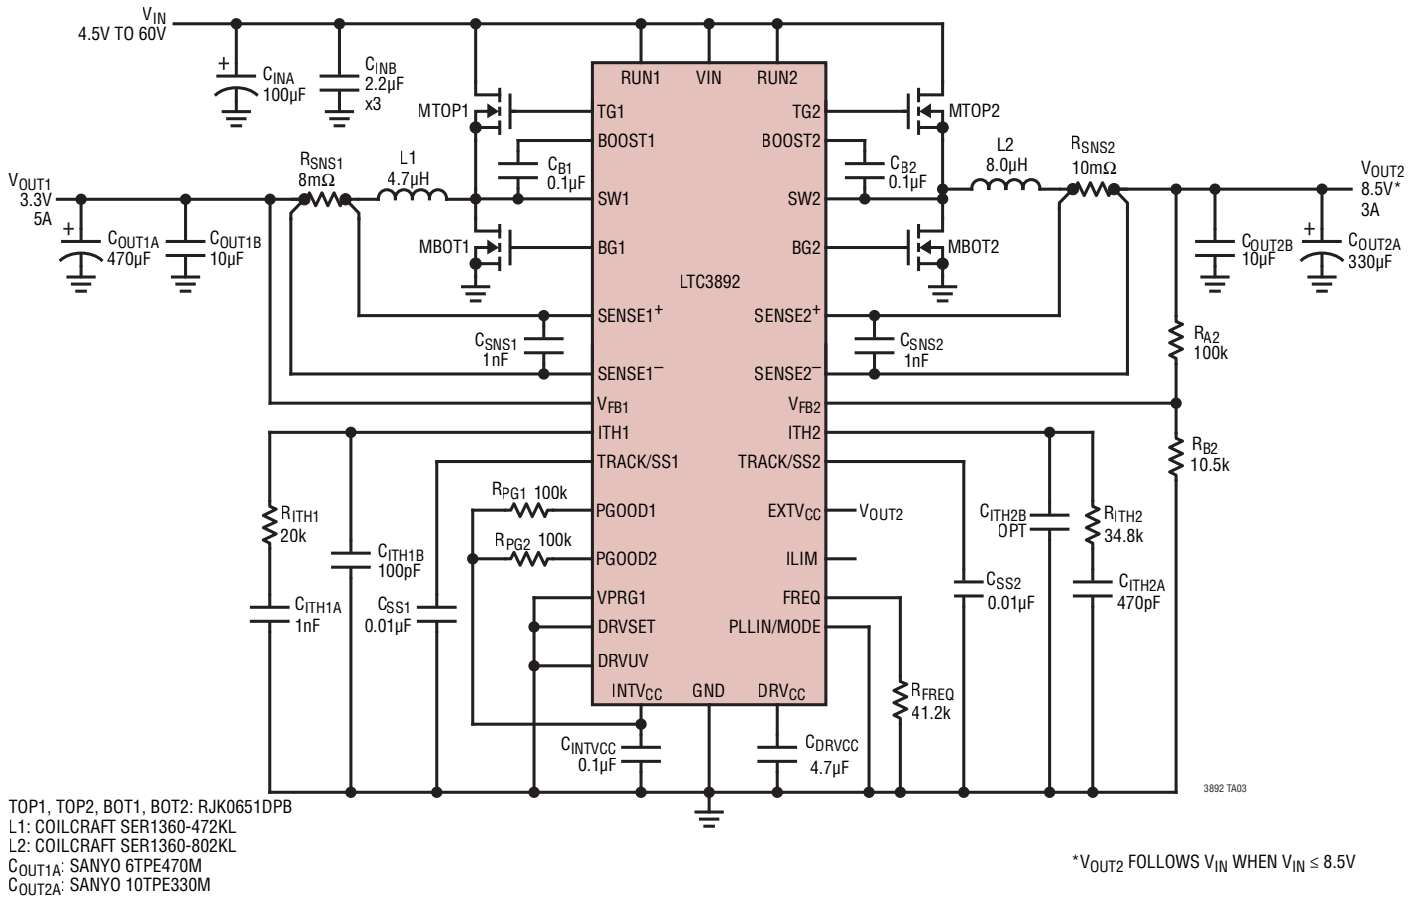 VIN
4.5V TO 60V
CINA
100µF
CINB
2.2µF
x3
RUN1
VIN
RUN2
MTOP1
TG1
TG2
MTOP2
BOOST1
BOOST2
CB1
0.1µF
CB2
0.1µF
RSNS1
8mΩ
L1
4.7µH
L2
8.0µH
RSNS2
10mΩ
VOUT1
3.3V
5A
VOUT2
8.5V*
3A
SW1
SW2
COUT1A
470µF
COUT1B
10µF
MBOT1
BG1
BG2
MBOT2
COUT2B
10µF
COUT2A
330µF
LTC3892
SENSE1+
SENSE2+
CSNS1
1nF
CSNS2
1nF
RA2
100k
SENSE1–
SENSE2–
VFB1
VFB2
ITH1
ITH2
RB2
10.5k
TRACK/SS1
TRACK/SS2
RPG1 100k
PGOOD1
EXTVCC
VOUT2
RITH1
20k
CITH2B
OPT
RITH2
34.8k
RPG2 100k
PGOOD2
ILIM
CITH1B
100pF
CSS2
0.01µF
CITH2A
470pF
CITH1A
1nF
CSS1
0.01µF
VPRG1
FREQ
DRVSET
PLLIN/MODE
DRVUV
INTVCC
GND
DRVCC
RFREQ
41.2k
CINTVCC
0.1µF
CDRVCC
4.7µF
3892 TA03
TOP1, TOP2, BOT1, BOT2: RJK0651DPB
L1: COILCRAFT SER1360-472KL
L2: COILCRAFT SER1360-802KL
COUT1A: SANYO 6TPE470M
COUT2A: SANYO 10TPE330M
*VOUT2 FOLLOWS VIN WHEN VIN ≤ 8.5V